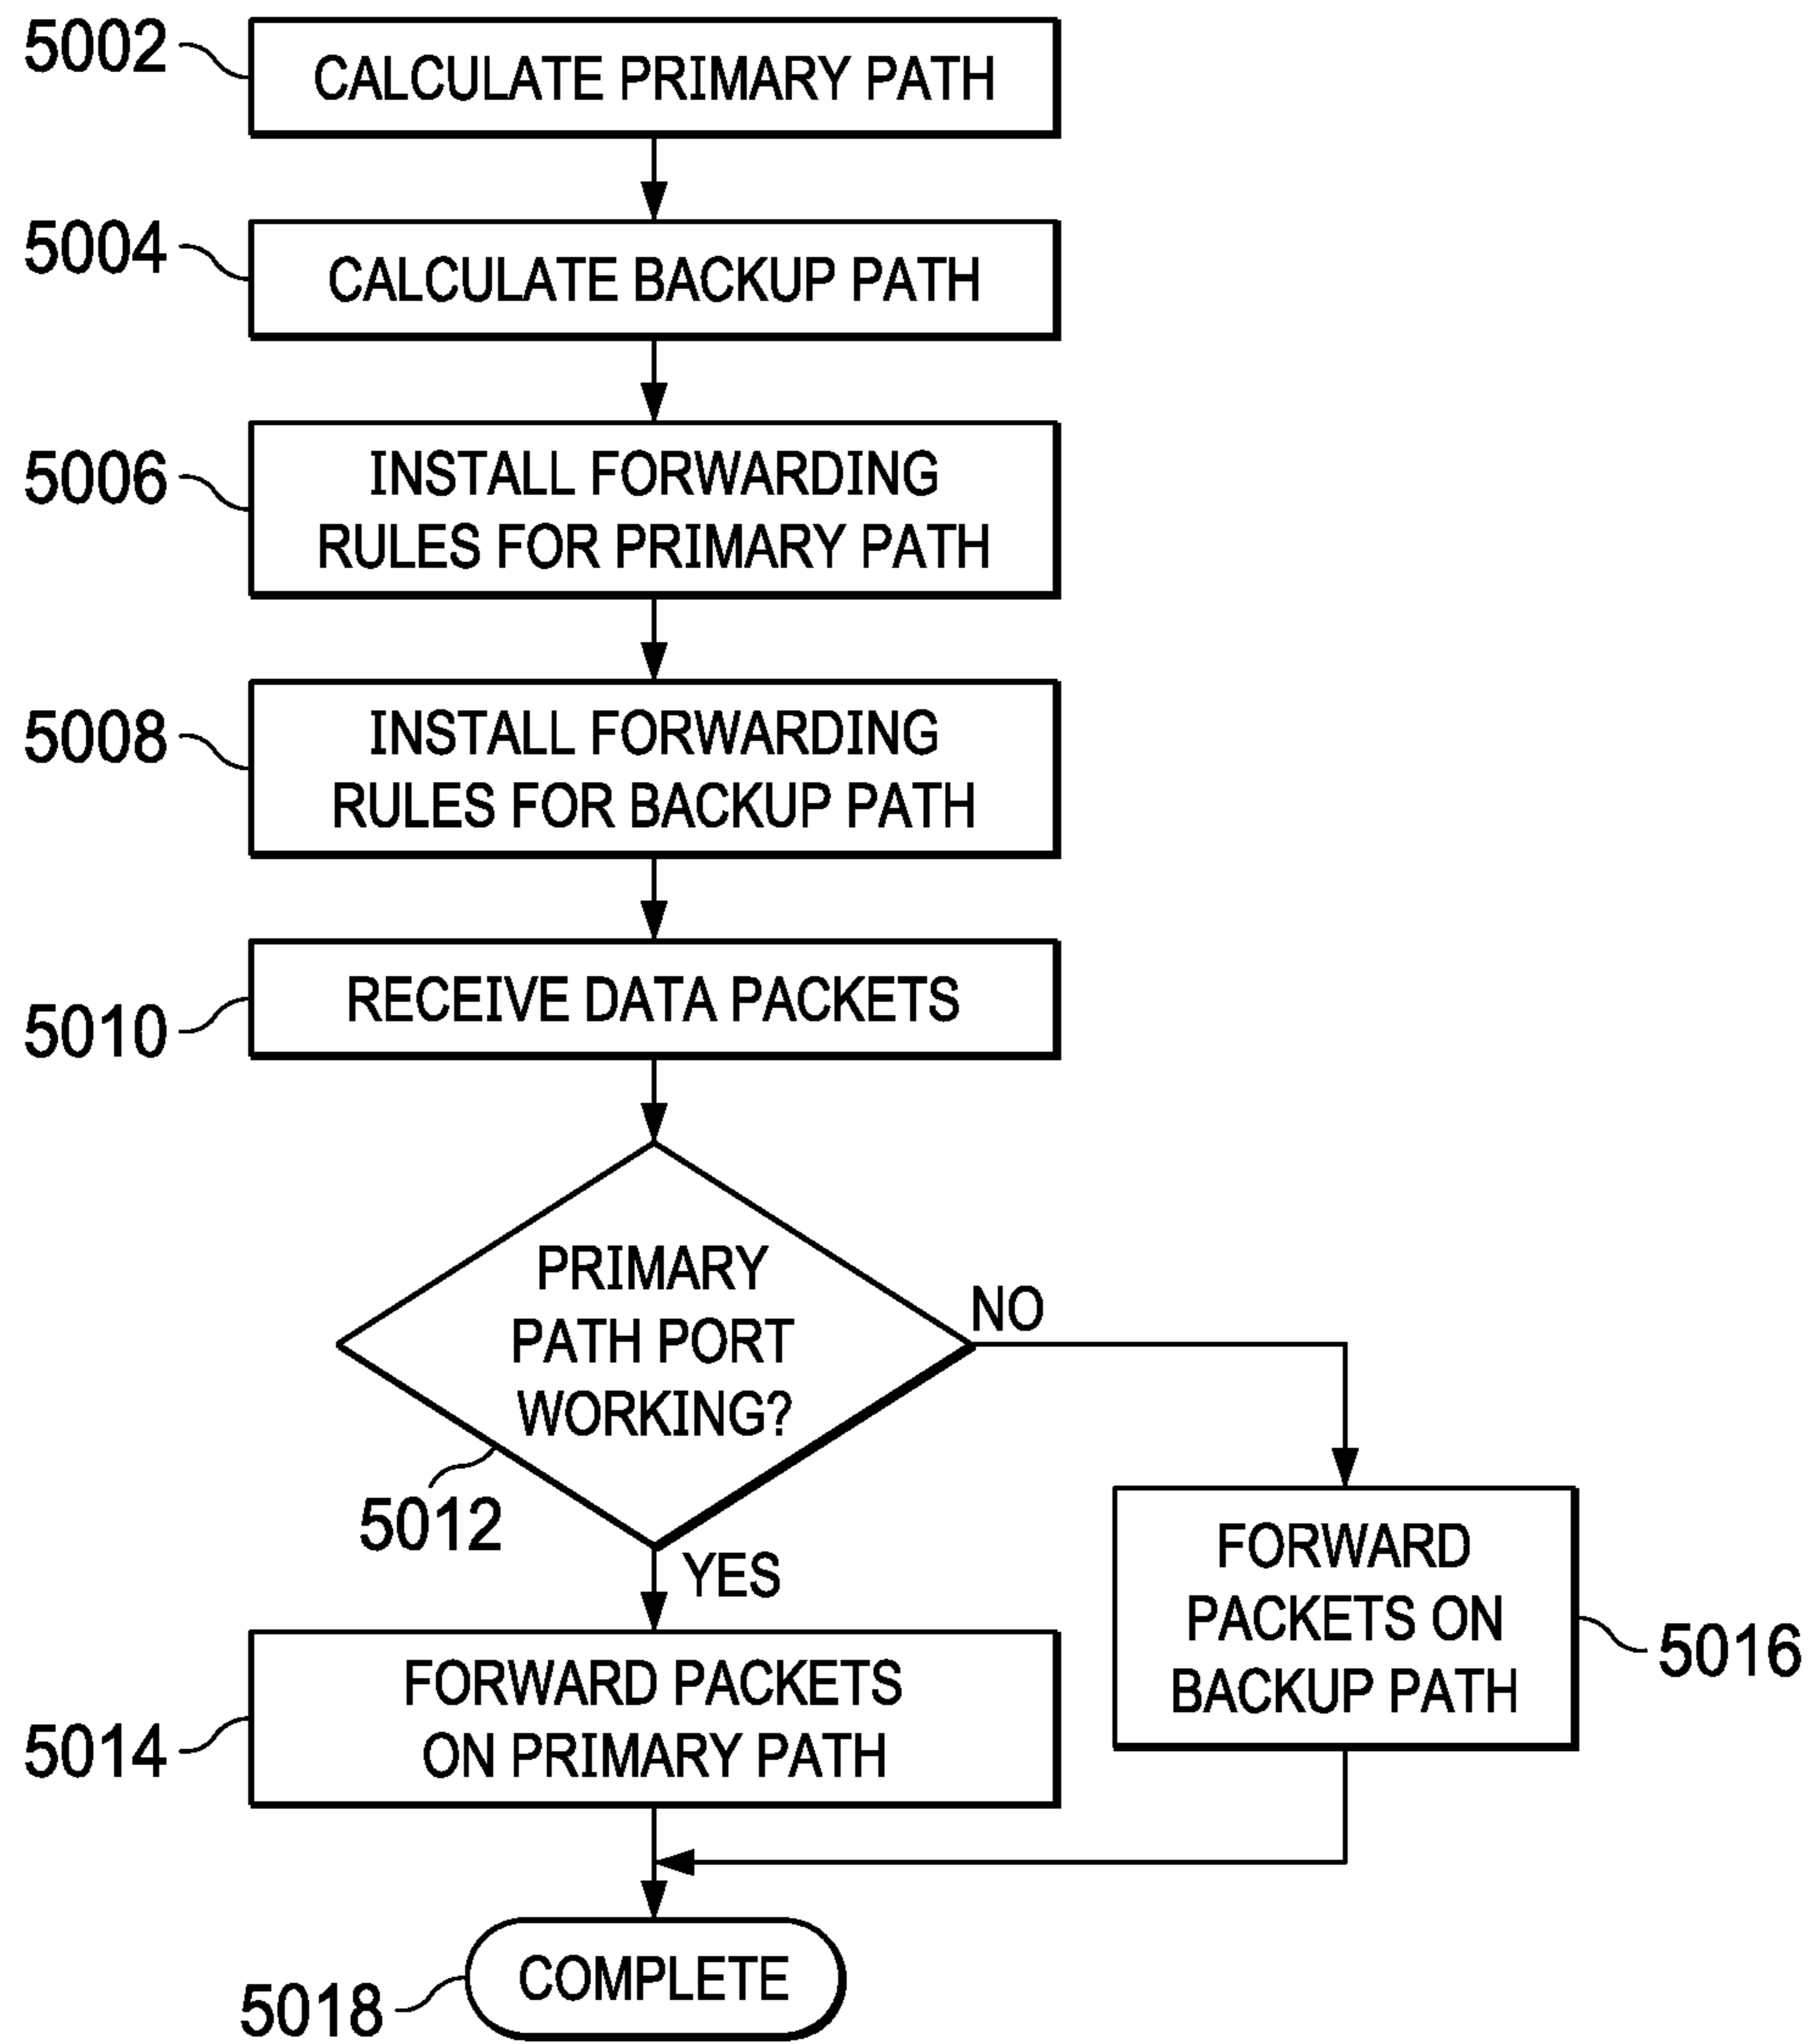 5002
CALCULATE PRIMARY PATH
5004
CALCULATE BACKUP PATH
5006
INSTALL FORWARDING
RULES FOR PRIMARY PATH
5008
INSTALL FORWARDING
RULES FOR BACKUP PATH
5010
RECEIVE DATA PACKETS
PRIMARY
PATH PORT
WORKING?
5012
NO
YES
FORWARD
PACKETS ON
BACKUP PATH
5016
FORWARD PACKETS
ON PRIMARY PATH
5014
COMPLETE
5018